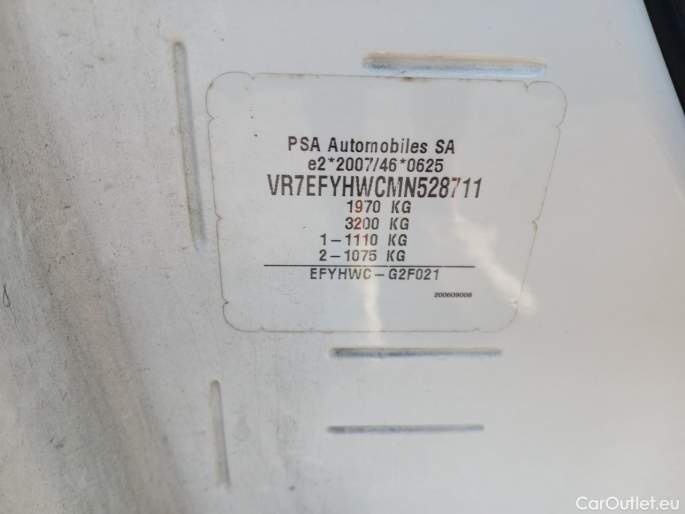 PSA Automobiles SA
e2*2007/46*0625
VR7EFYHWCMN528711
1970 KG
3200 KG
1-1110 KG
2-1075 KG
EFYHWC-G2F021
200609008
CarOutlet.eu